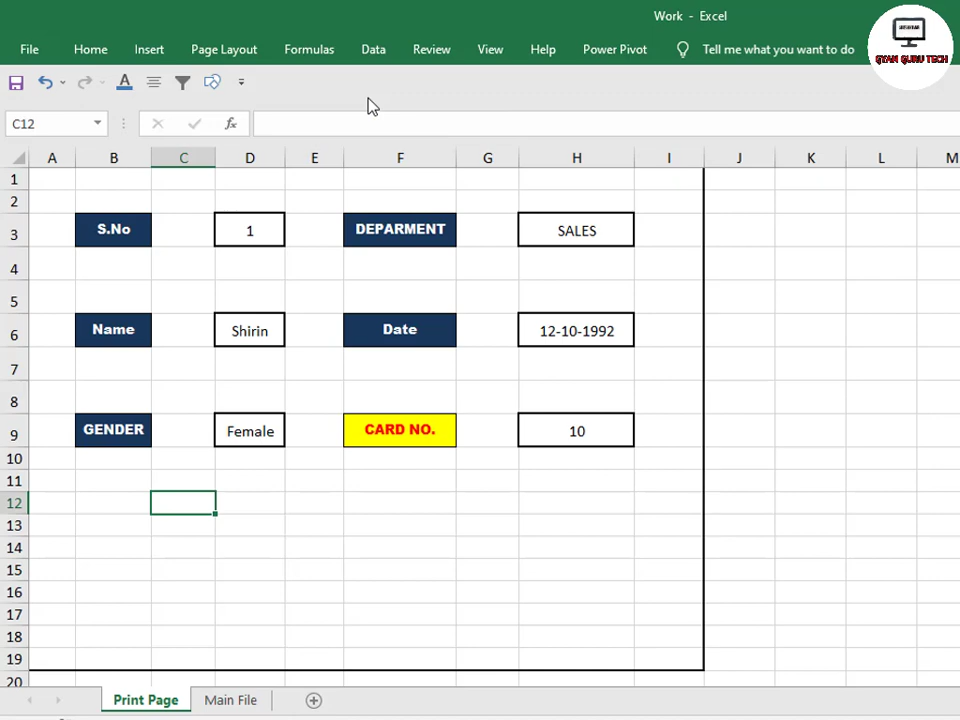 Work - Excel
File Home Insert Page Layout Formulas Data Review View Help Power Pivot Tell me what you want to do
GYAN GURU TECH
A
C12 fx
A B C D E F G H I J K L M
1
2
3 S.No 1 DEPARMENT SALES
4
5
6 Name Shirin Date 12-10-1992
7
8
9 GENDER Female CARD NO. 10
10
11
12
13
14
15
16
17
18
19
20
Print Page Main File